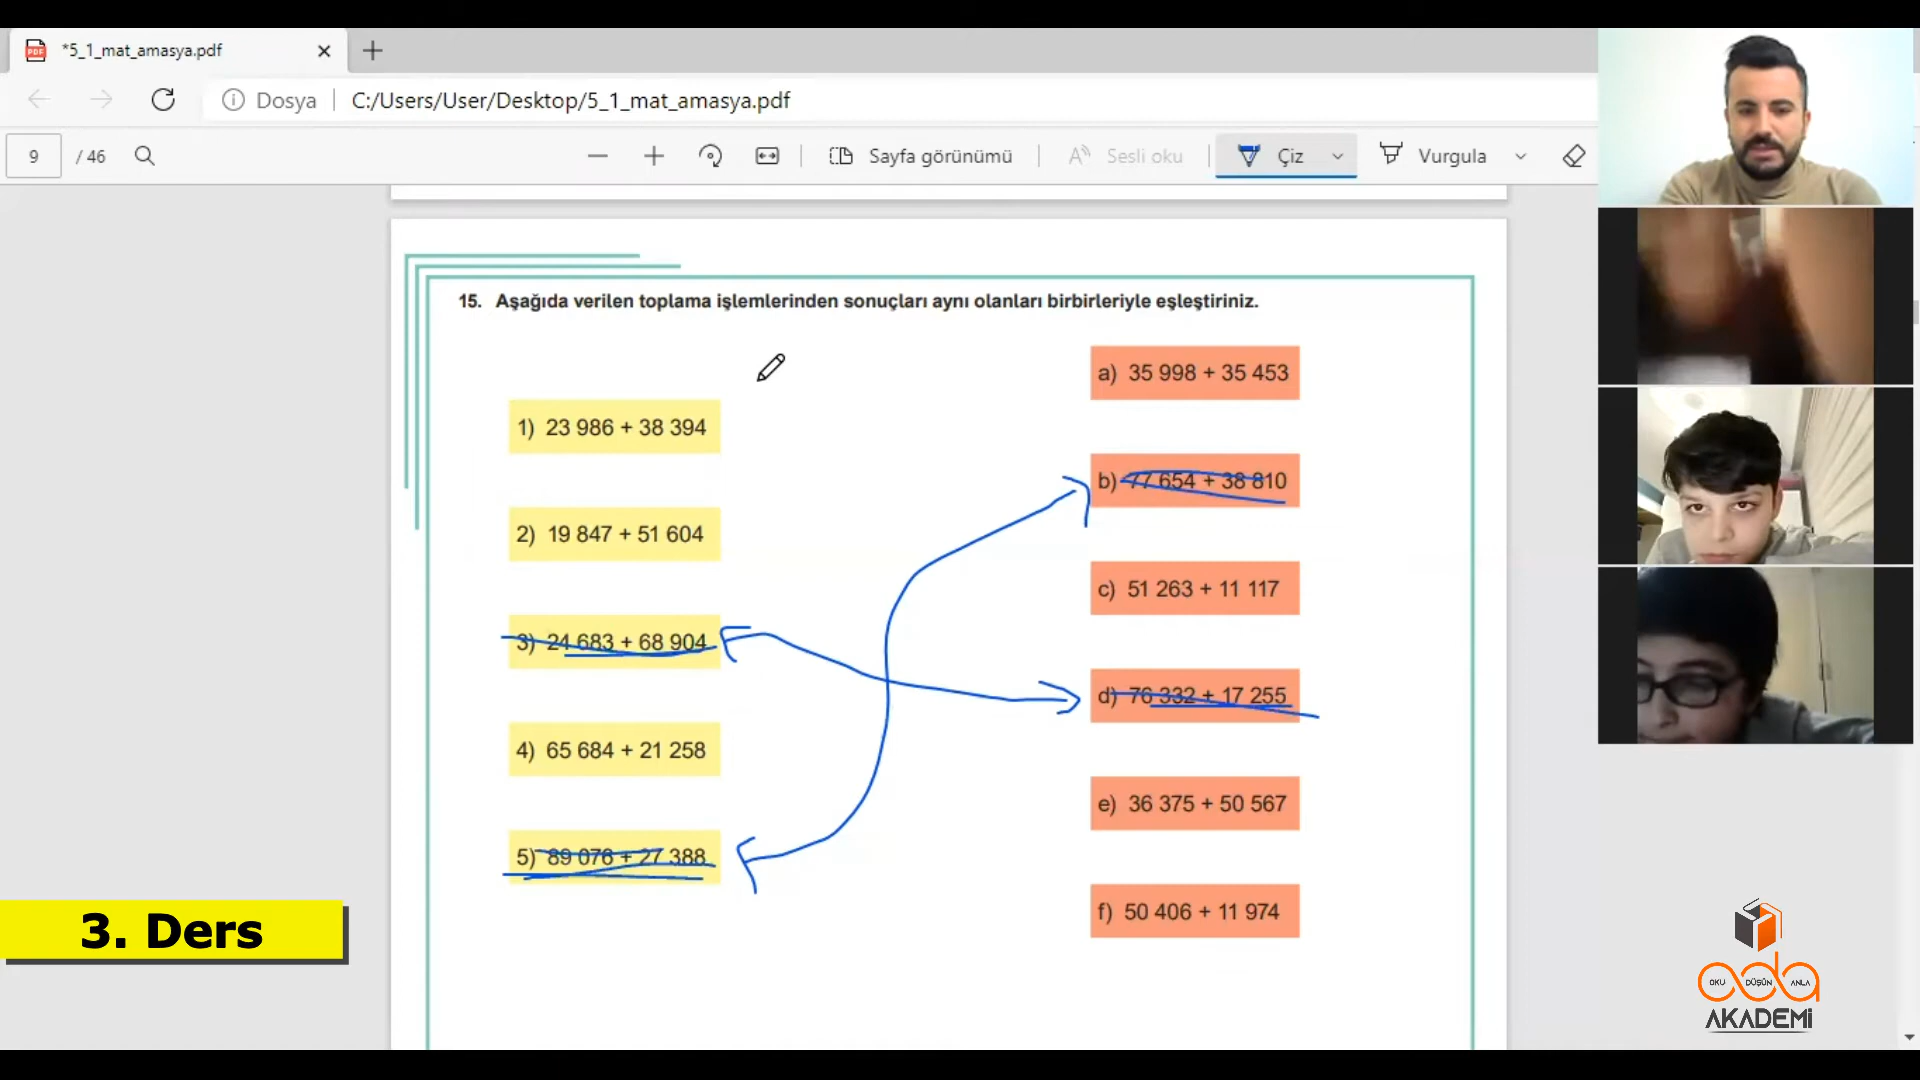 *5_1_mat_amasya.pdf
Dosya
C:/Users/User/Desktop/5_1_mat_amasya.pdf
9 / 46
Sayfa görünümü
Sesli oku
Çiz
Vurgula
15. Aşağıda verilen toplama işlemlerinden sonuçları aynı olanları birbirleriyle eşleştiriniz.
a) 35 998 + 35 453
1) 23 986 + 38 394
b) 77 654 + 38 810
2) 19 847 + 51 604
c) 51 263 + 11 117
3) 24 683 + 68 904
d) 76 332 + 17 255
4) 65 684 + 21 258
e) 36 375 + 50 567
5) 89 076 + 27 388
f) 50 406 + 11 974
3. Ders
oda
OKU DÜŞÜN ANLA
AKADEMİ